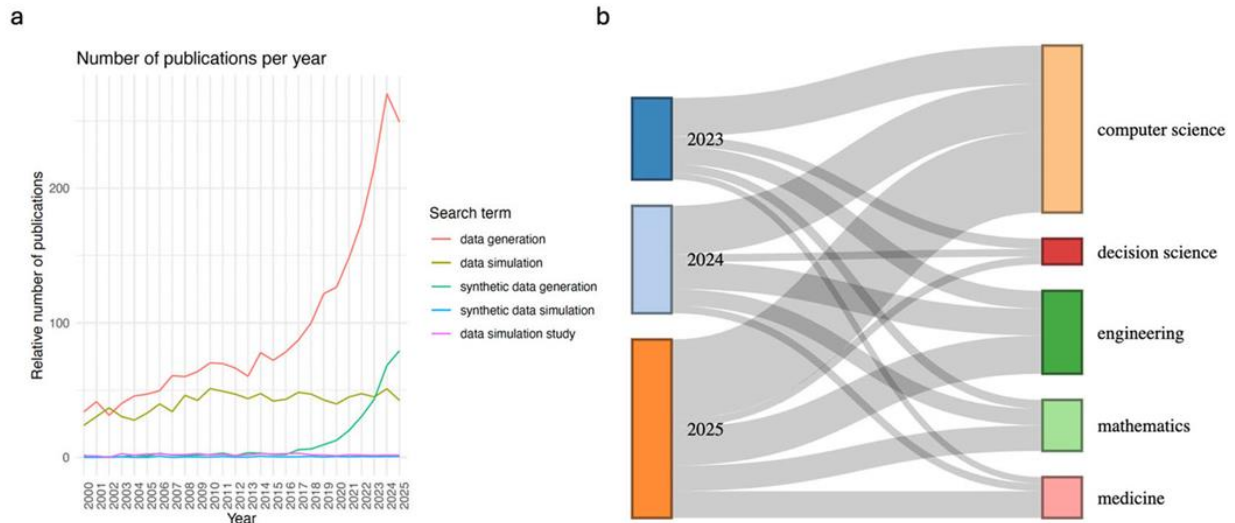 a
Number of publications per year
Relative number of publications
200
100
0
2000
2001
2002
2003
2004
2005
2006
2007
2008
2009
2010
2011
2012
2013
2014
2015
2016
2017
2018
2019
2020
2021
2022
2023
2024
2025
Year
Search term
data generation
data simulation
synthetic data generation
synthetic data simulation
data simulation study
b
2023
2024
2025
computer science
decision science
engineering
mathematics
medicine